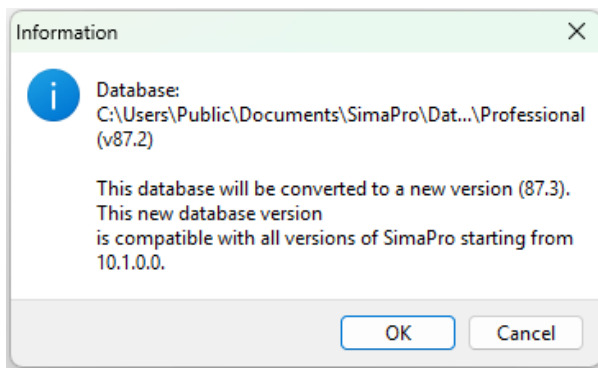 Information
Database:
C:\Users\Public\Documents\SimaPro\Dat...\Professional
(v87.2)
This database will be converted to a new version (87.3).
This new database version
is compatible with all versions of SimaPro starting from
10.1.0.0.
OK Cancel